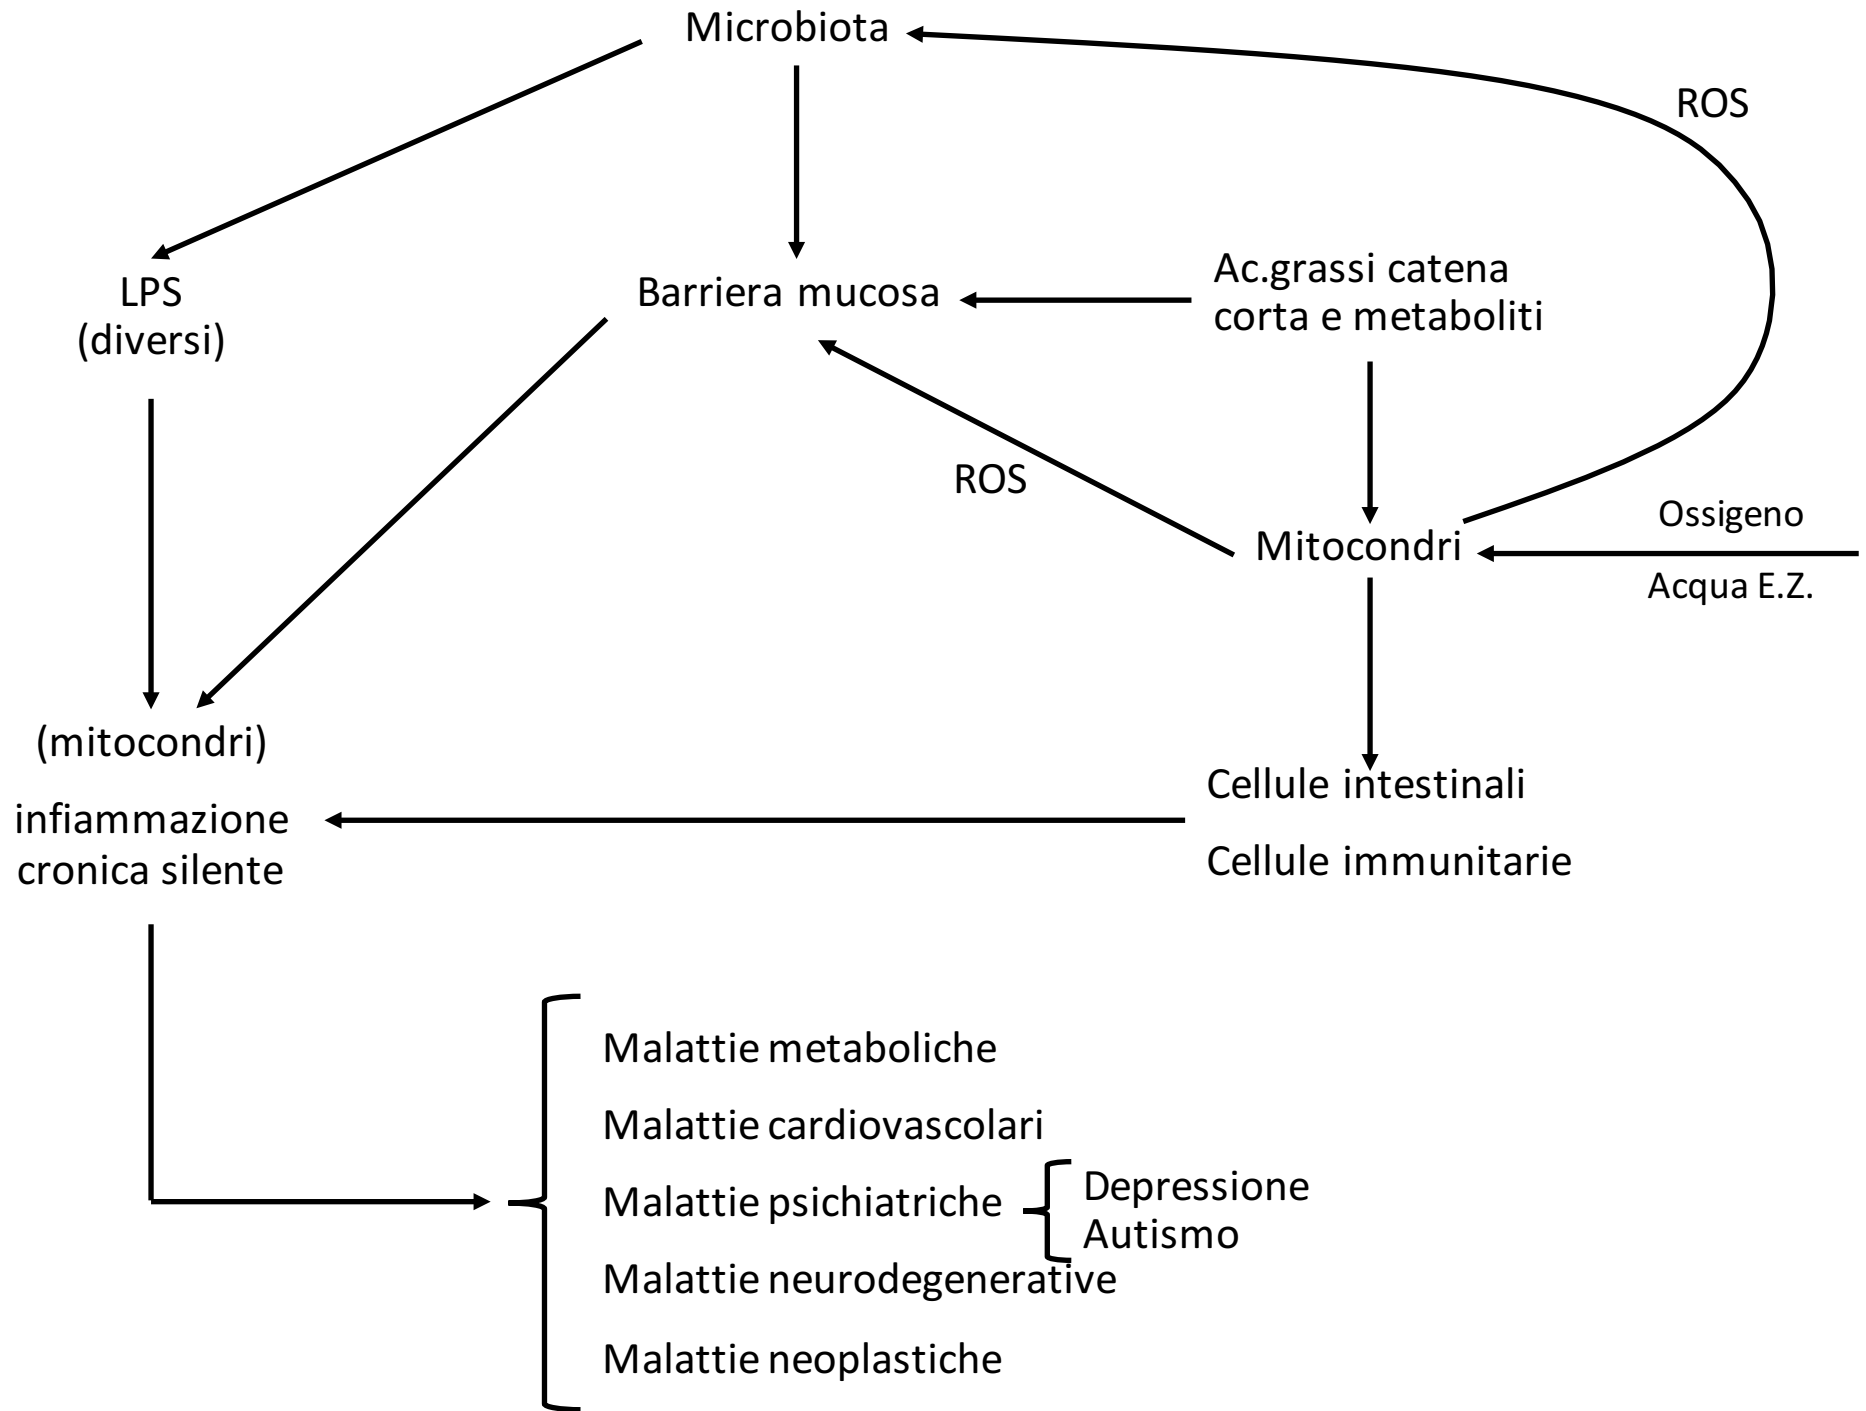 Microbiota
ROS
LPS
(diversi)
Barriera mucosa
Ac.grassi catena
corta e metaboliti
ROS
Mitocondri
Ossigeno
Acqua E.Z.
(mitocondri)
infiammazione
cronica silente
Cellule intestinali
Cellule immunitarie
Malattie metaboliche
Malattie cardiovascolari
Malattie psichiatriche
Depressione
Autismo
Malattie neurodegenerative
Malattie neoplastiche